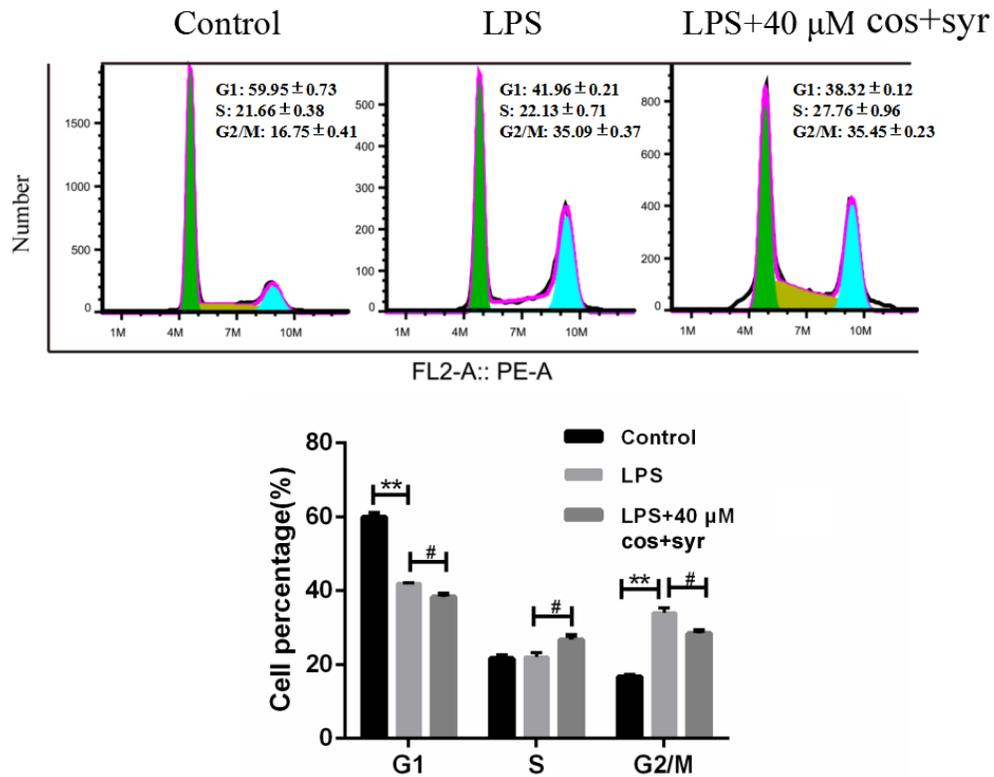 Control
LPS
LPS+40 μM cos+syr
Number
G1: 59.95 ± 0.73
S: 21.66 ± 0.38
G2/M: 16.75 ± 0.41
1500
1000
500
0
1M 4M 7M 10M
G1: 41.96 ± 0.21
S: 22.13 ± 0.71
G2/M: 35.09 ± 0.37
500
400
300
200
100
0
1M 4M 7M 10M
G1: 38.32 ± 0.12
S: 27.76 ± 0.96
G2/M: 35.45 ± 0.23
800
600
400
200
0
1M 4M 7M 10M
FL2-A:: PE-A
Cell percentage(%)
80
60
40
20
0
Control
LPS
LPS+40 μM
cos+syr
**
#
#
**
#
G1 S G2/M